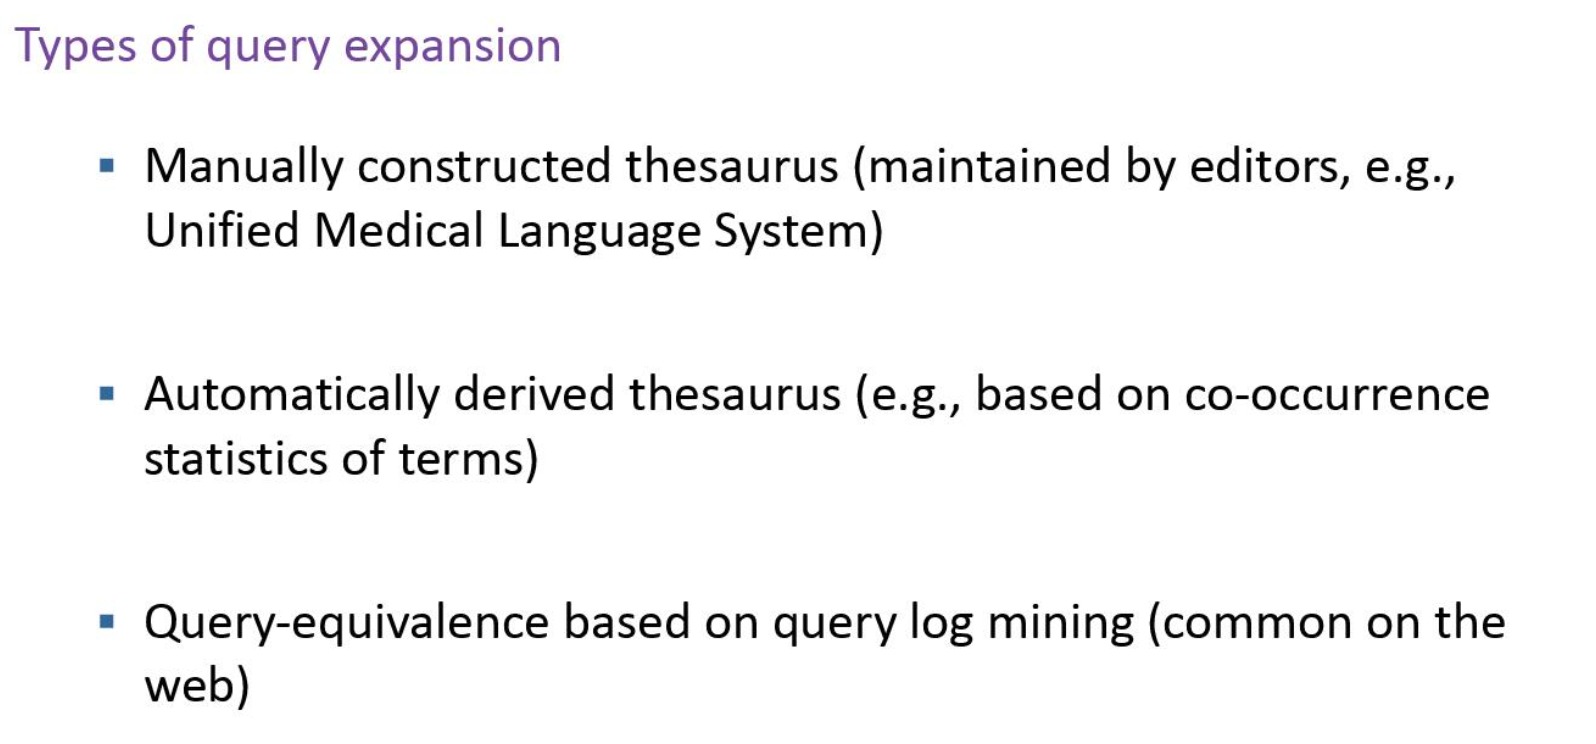 Types of query expansion
▪ Manually constructed thesaurus (maintained by editors, e.g.,
Unified Medical Language System)
▪ Automatically derived thesaurus (e.g., based on co-occurrence
statistics of terms)
▪ Query-equivalence based on query log mining (common on the
web)